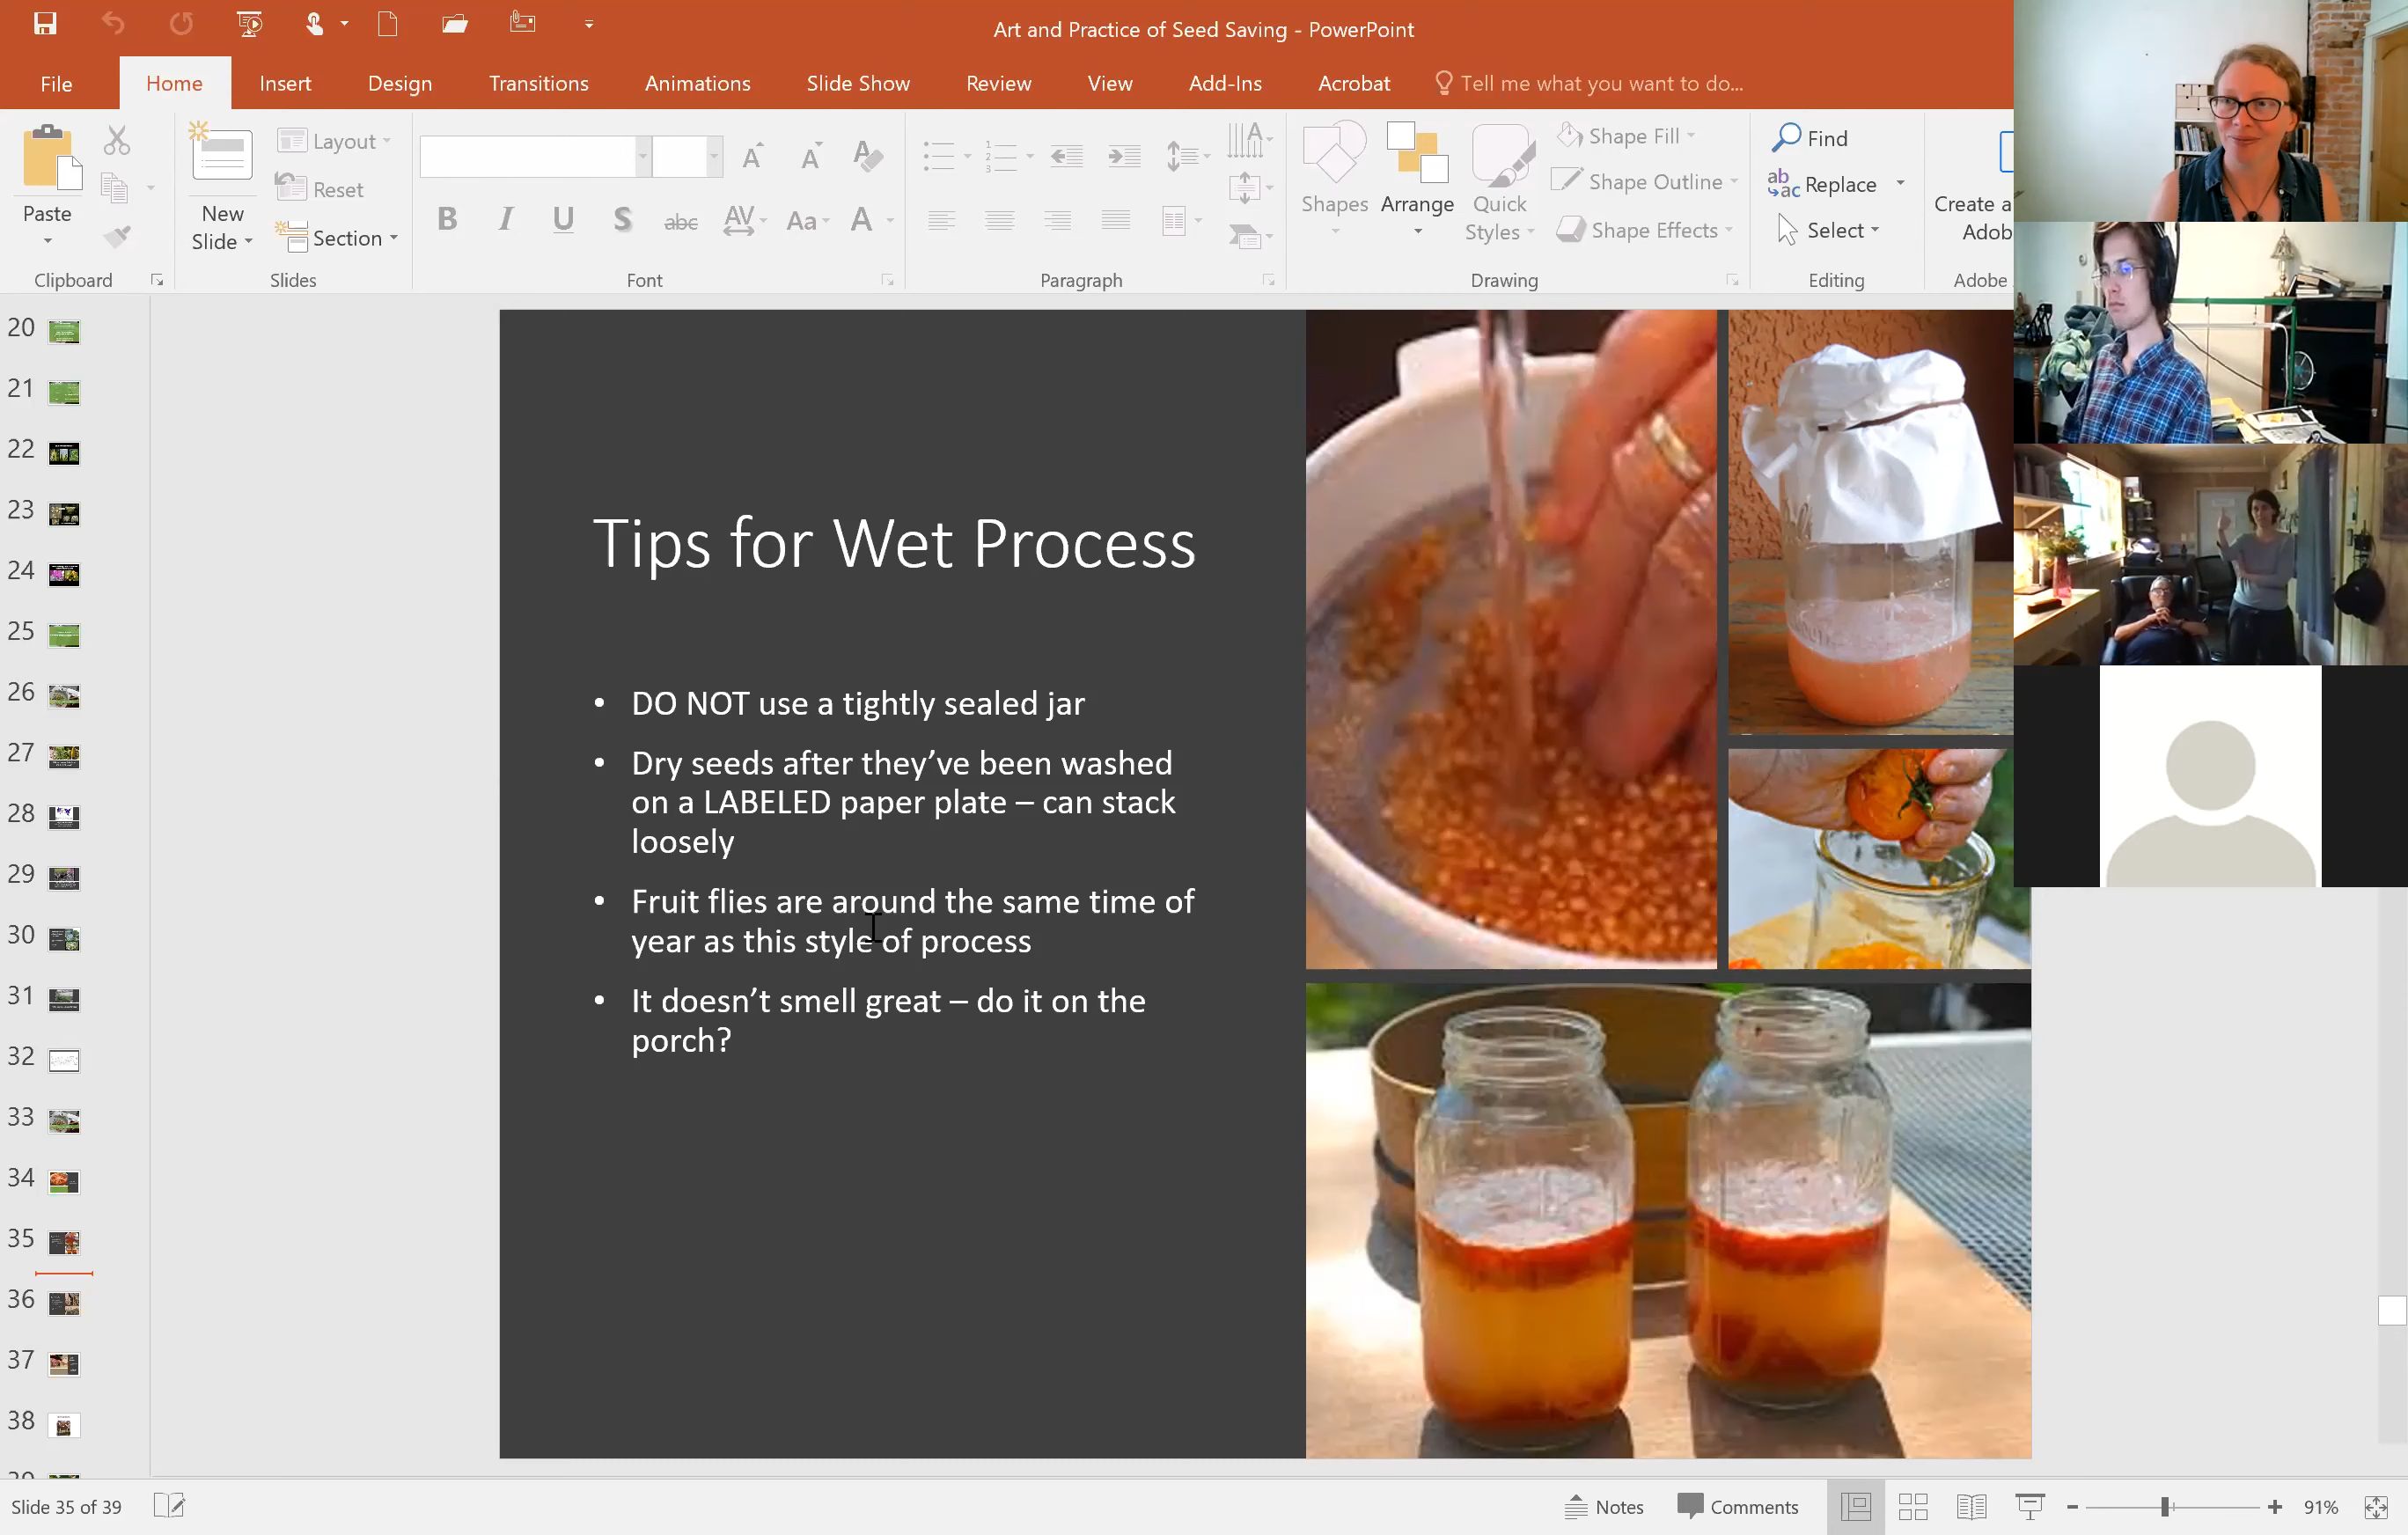 Art and Practice of Seed Saving - PowerPoint
File Home Insert Design Transitions Animations Slide Show Review View Add-Ins Acrobat Tell me what you want to do...
Paste
Clipboard
New
Slide
Layout
Reset
Section
Slides
B I U S abc AV Aa A
Font
Paragraph
Shapes
Arrange
Quick
Styles
Shape Fill
Shape Outline
Shape Effects
Drawing
Find
Replace
Select
Editing
Create a
Adob
Adobe
20
21
22
23
24
25
26
27
28
29
30
31
32
33
34
35
36
37
38
39
Tips for Wet Process
• DO NOT use a tightly sealed jar
• Dry seeds after they’ve been washed
on a LABELED paper plate – can stack
loosely
• Fruit flies are around the same time of
year as this style of process
• It doesn’t smell great – do it on the
porch?
Slide 35 of 39
Notes
Comments
91%